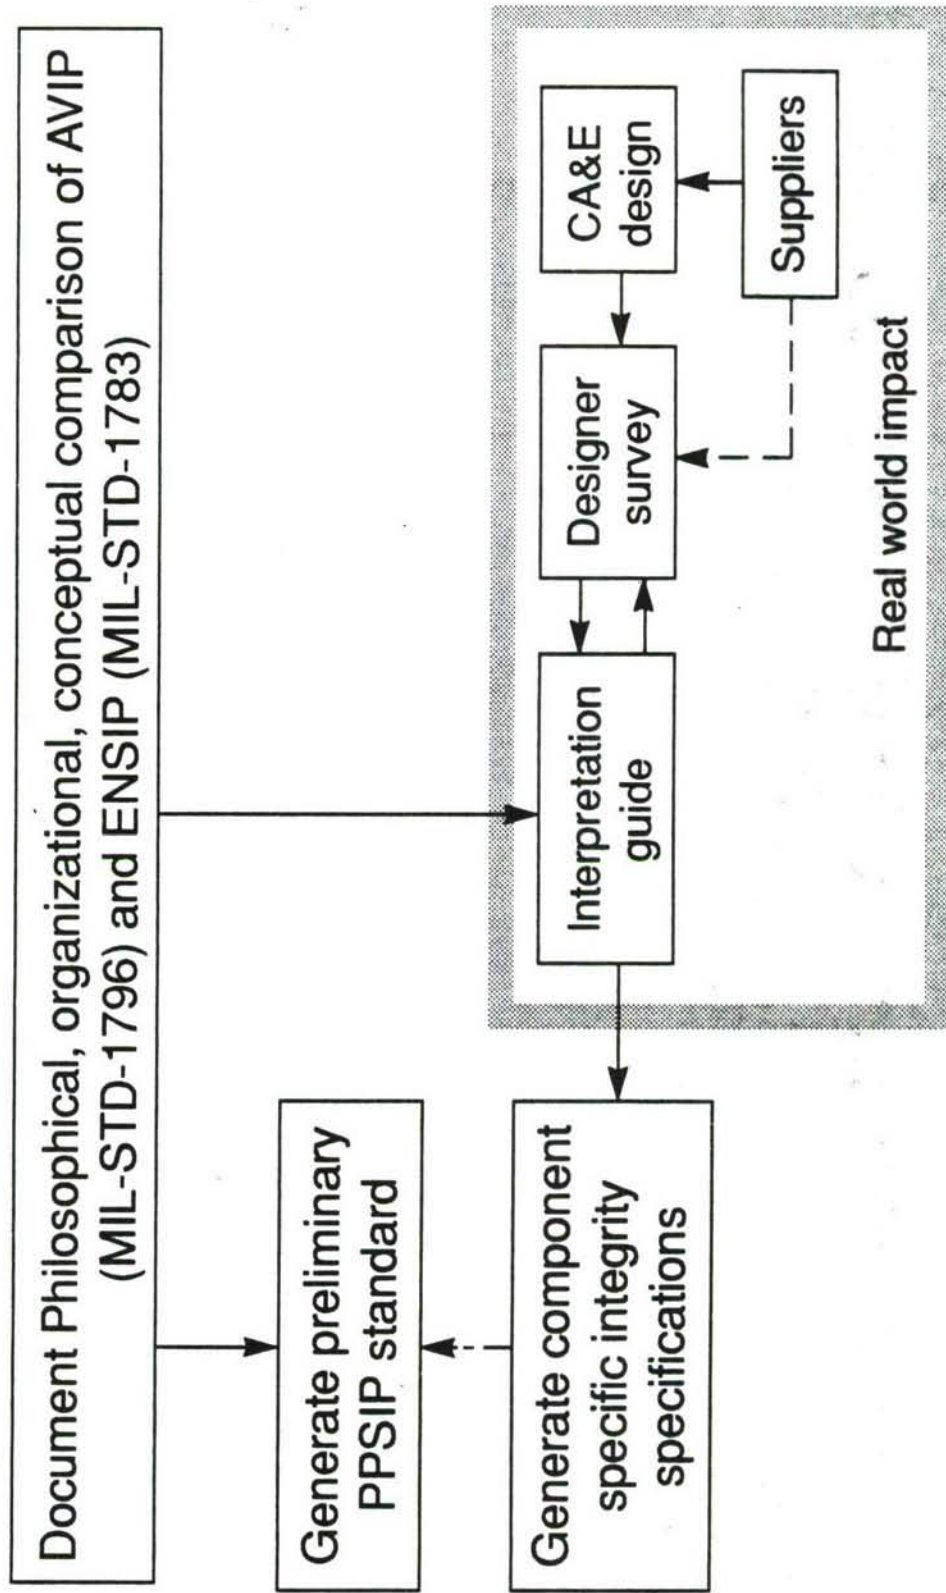 Document Philosophical, organizational, conceptual comparison of AVIP
(MIL-STD-1796) and ENSIP (MIL-STD-1783)
Generate preliminary
PPSIP standard
Generate component
specific integrity
specifications
Interpretation
guide
Designer
survey
CA&E
design
Suppliers
Real world impact